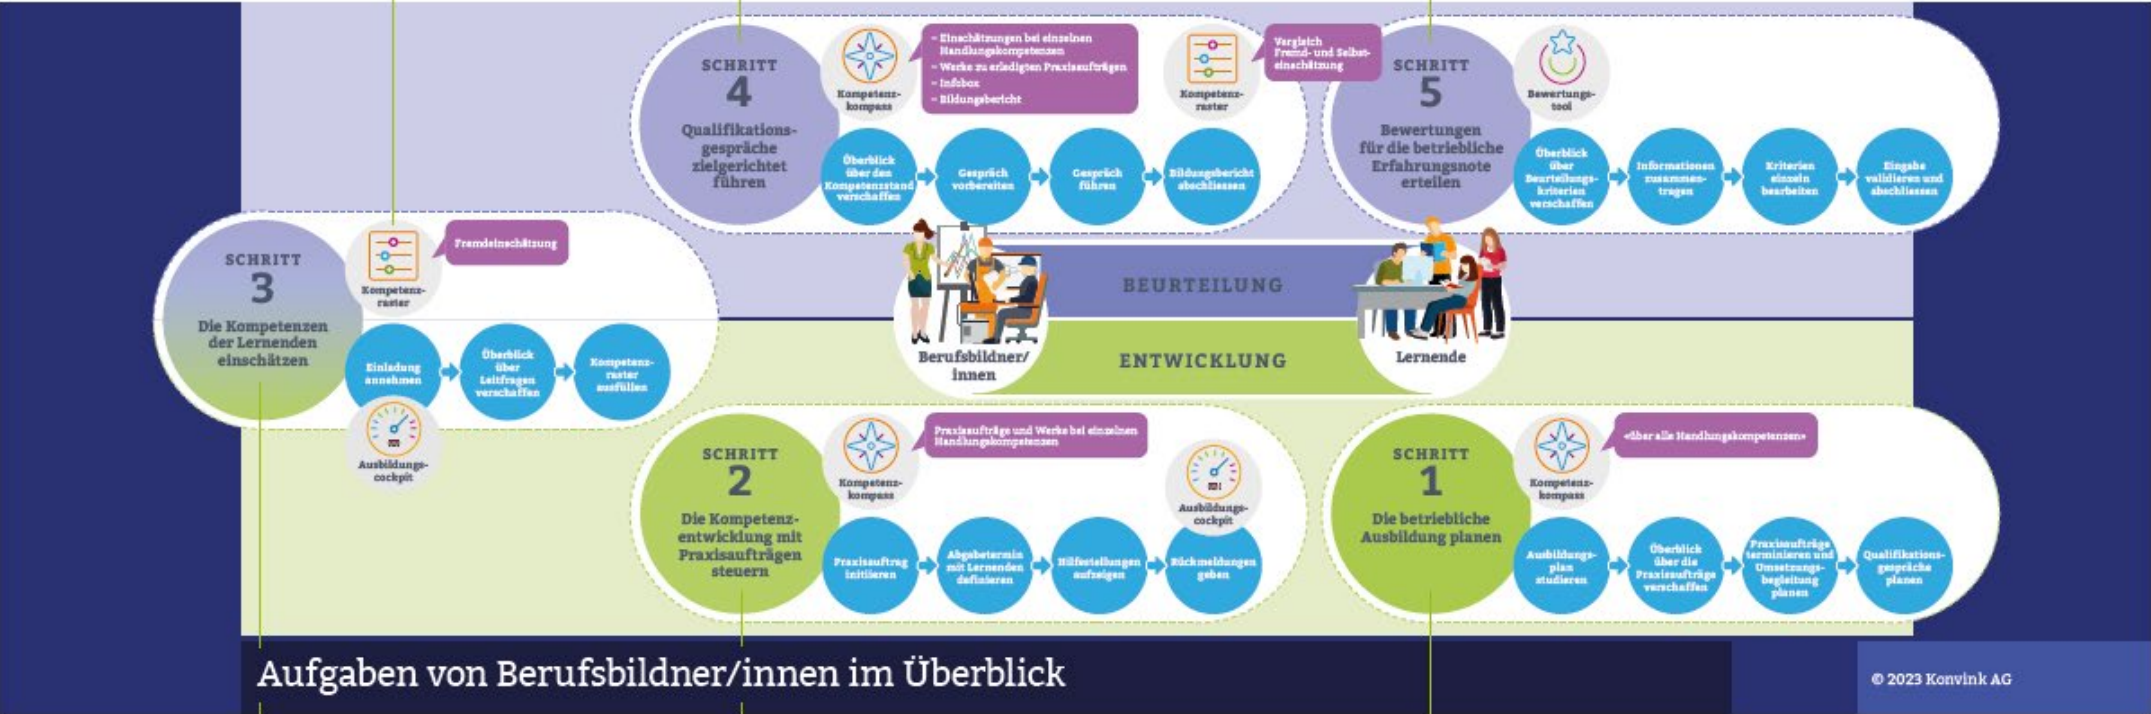 SCHRITT
4
Qualifikations-
gespräche
zielgerichtet
führen
Kompetenz-
kompass
– Einschätzungen bei einzelnen
Handlungskompetenzen
– Werke zu erledigten Praxisaufträgen
– Infobox
– Bildungsbericht
Kompetenz-
raster
Vergleich
Fremd- und Selbst-
einschätzung
Überblick
über den
Kompetenzstand
verschaffen
Gespräch
vorbereiten
Gespräch
führen
Bildungsbericht
abschliessen
SCHRITT
5
Bewertungen
für die betriebliche
Erfahrungsnote
erteilen
Bewertungs-
tool
Überblick
über
Beurteilungs-
kriterien
verschaffen
Informationen
zusammen-
tragen
Kriterien
einzeln
bearbeiten
Eingabe
validieren und
abschliessen
SCHRITT
3
Die Kompetenzen
der Lernenden
einschätzen
Kompetenz-
raster
Fremdeinschätzung
Einladung
annehmen
Überblick
über
Leitfragen
verschaffen
Kompetenz-
raster
ausfüllen
Ausbildungs-
cockpit
BEURTEILUNG
ENTWICKLUNG
Berufsbildner/
innen
Lernende
SCHRITT
2
Die Kompetenz-
entwicklung mit
Praxisaufträgen
steuern
Kompetenz-
kompass
Praxisaufträge und Werke bei einzelnen
Handlungskompetenzen
Ausbildungs-
cockpit
Praxisauftrag
initiieren
Abgabetermin
mit Lernenden
definieren
Hilfestellungen
aufzeigen
Rückmeldungen
geben
SCHRITT
1
Die betriebliche
Ausbildung planen
Kompetenz-
kompass
«über alle Handlungskompetenzen»
Ausbildungs-
plan
studieren
Überblick
über die
Praxisaufträge
verschaffen
Praxisaufträge
terminieren und
Umsetzungs-
begleitung
planen
Qualifikations-
gespräche
planen
Aufgaben von Berufsbildner/innen im Überblick
© 2023 Konvink AG